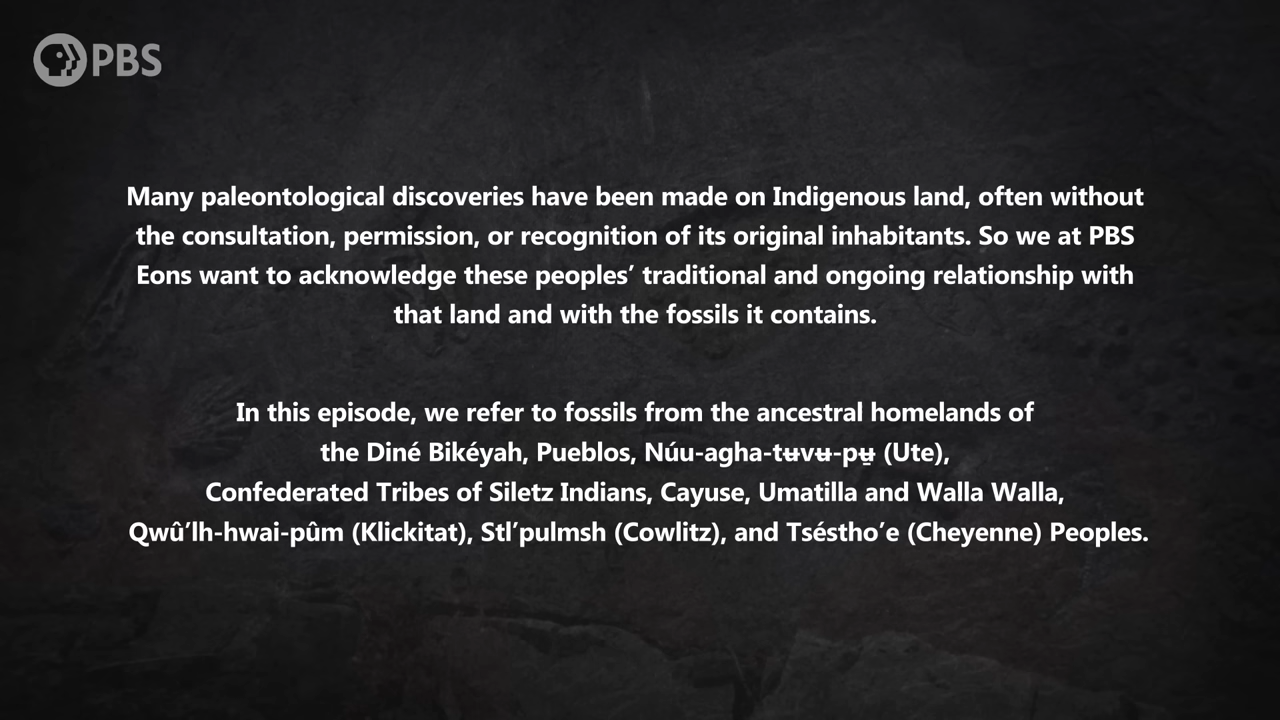 PBS
Many paleontological discoveries have been made on Indigenous land, often without
the consultation, permission, or recognition of its original inhabitants. So we at PBS
Eons want to acknowledge these peoples’ traditional and ongoing relationship with
that land and with the fossils it contains.
In this episode, we refer to fossils from the ancestral homelands of
the Diné Bikéyah, Pueblos, Núu-agha-tʉvʉ-pʉ̱ (Ute),
Confederated Tribes of Siletz Indians, Cayuse, Umatilla and Walla Walla,
Qwû’lh-hwai-pûm (Klickitat), Stl’pulmsh (Cowlitz), and Tséstho’e (Cheyenne) Peoples.